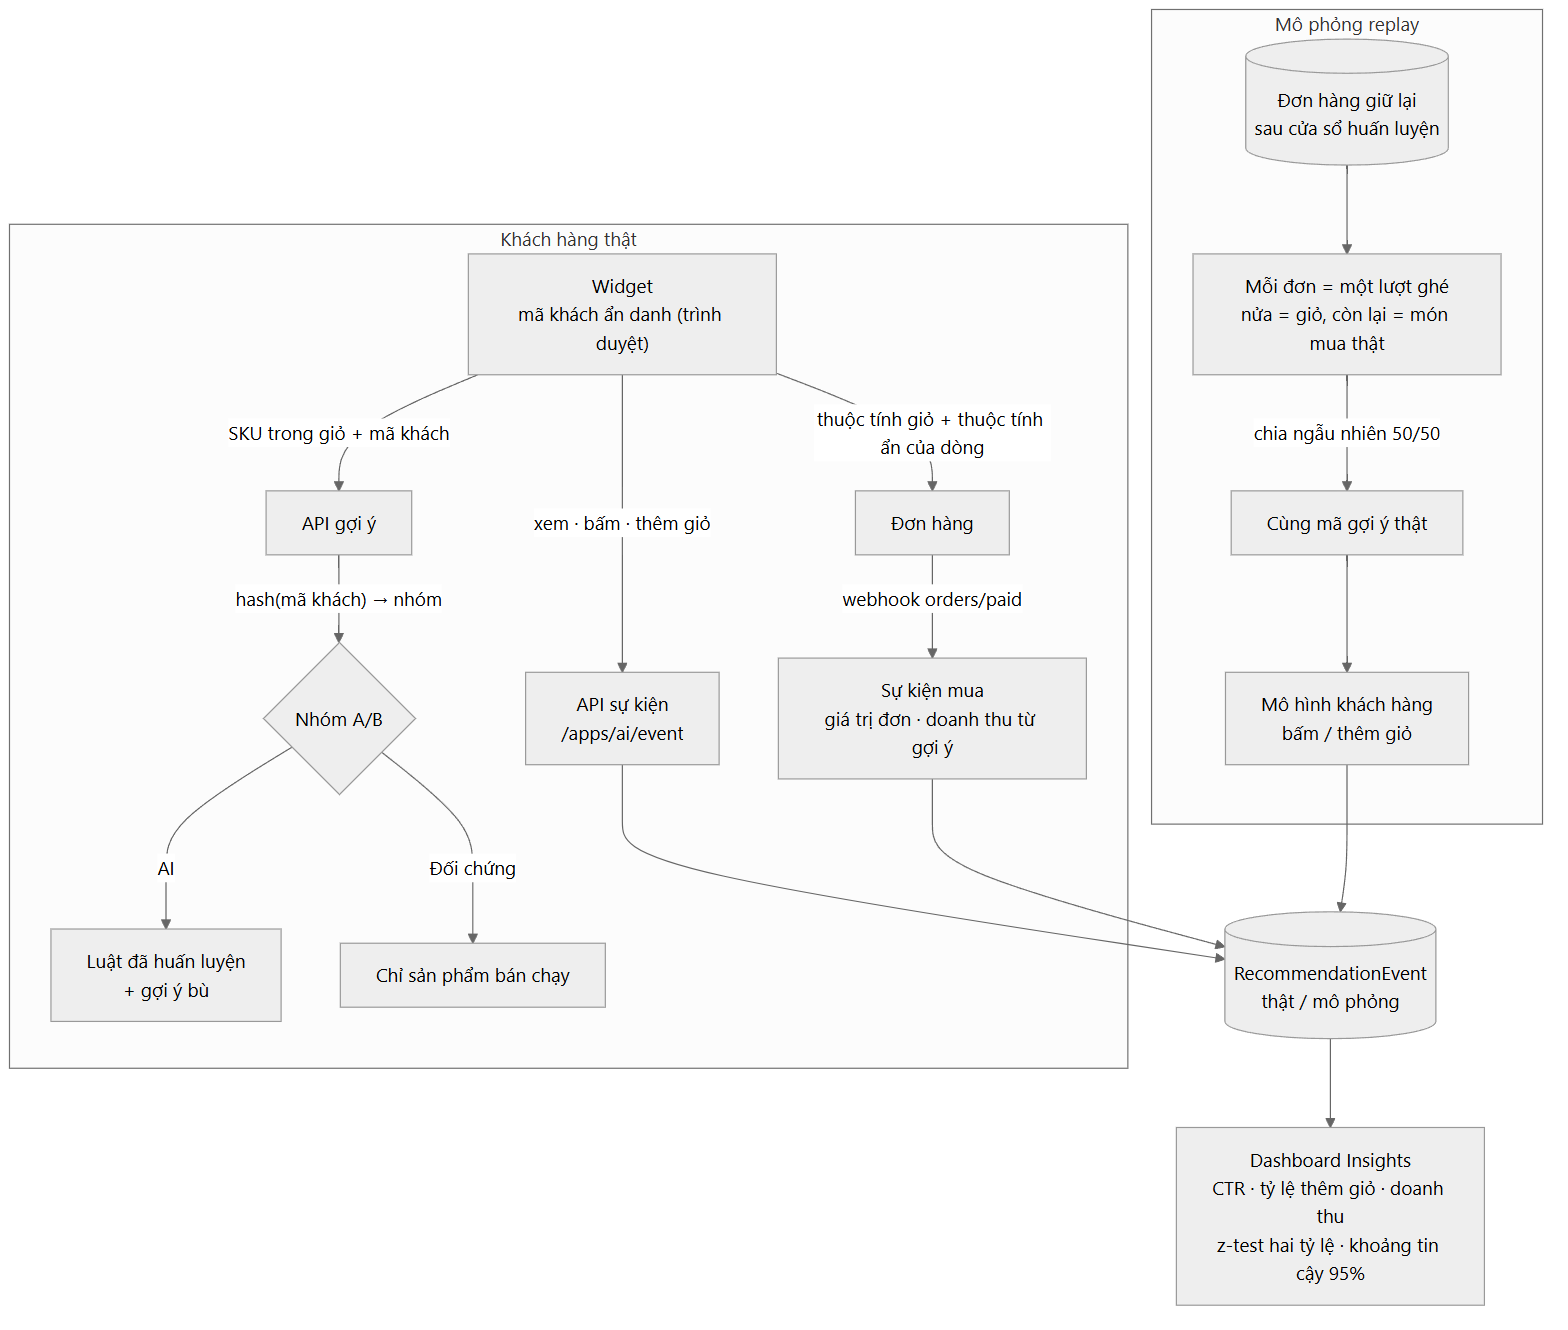 Mô phỏng replay
Đơn hàng giữ lại
sau cửa sổ huấn luyện
Mỗi đơn = một lượt ghé
nửa = giỏ, còn lại = món
mua thật
chia ngẫu nhiên 50/50
Cùng mã gợi ý thật
Mô hình khách hàng
bấm / thêm giỏ
Khách hàng thật
Widget
mã khách ẩn danh (trình
duyệt)
SKU trong giỏ + mã khách
thuộc tính giỏ + thuộc tính
ẩn của dòng
API gợi ý
xem · bấm · thêm giỏ
Đơn hàng
hash(mã khách) → nhóm
webhook orders/paid
Nhóm A/B
API sự kiện
/apps/ai/event
Sự kiện mua
giá trị đơn · doanh thu từ
gợi ý
AI
Đối chứng
Luật đã huấn luyện
+ gợi ý bù
Chỉ sản phẩm bán chạy
RecommendationEvent
thật / mô phỏng
Dashboard Insights
CTR · tỷ lệ thêm giỏ · doanh
thu
z-test hai tỷ lệ · khoảng tin
cậy 95%